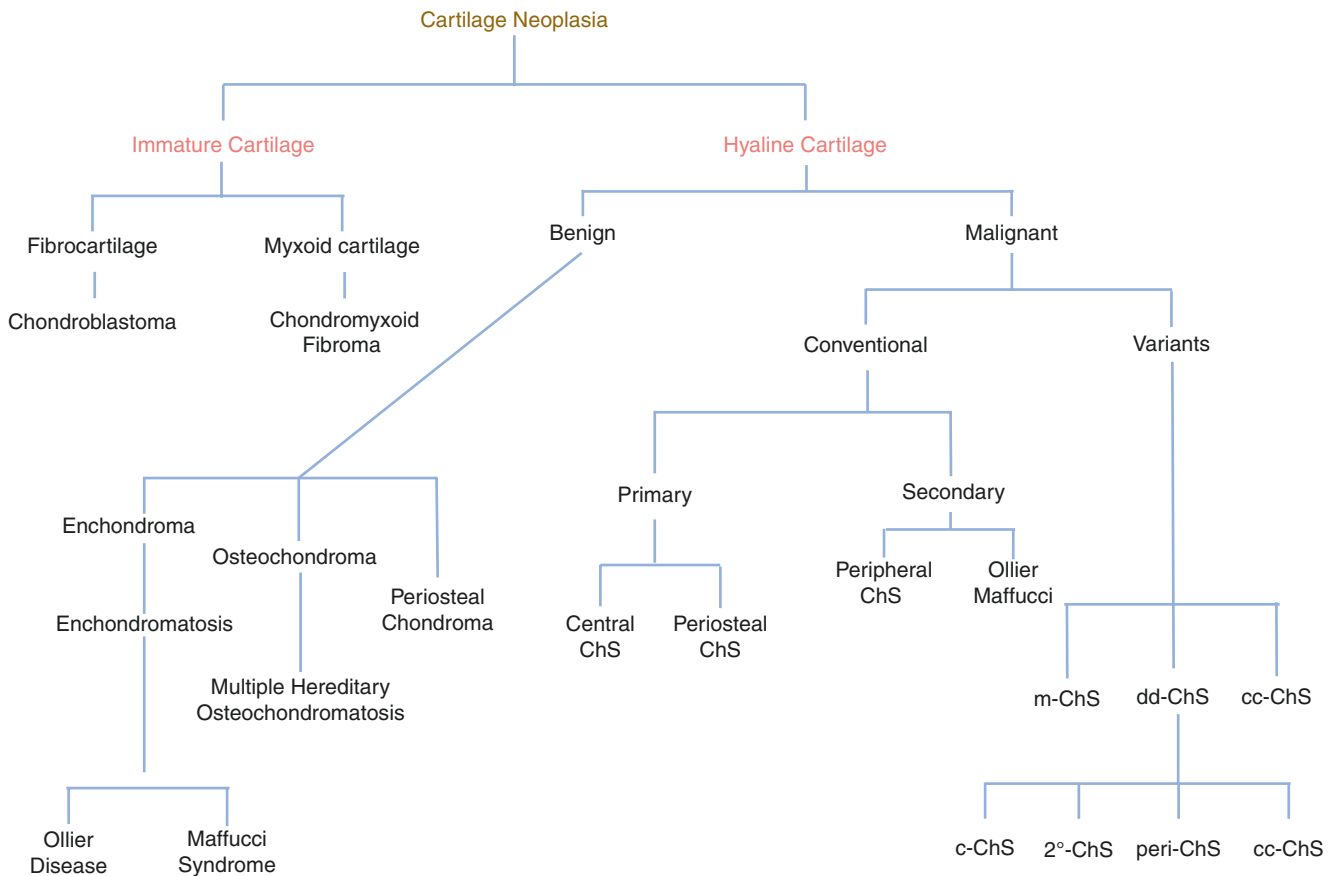 Cartilage Neoplasia
Immature Cartilage
Hyaline Cartilage
Fibrocartilage
Myxoid cartilage
Benign
Malignant
Chondroblastoma
Chondromyxoid
Fibroma
Conventional
Variants
Primary
Secondary
Enchondroma
Osteochondroma
Periosteal
Chondroma
Enchondromatosis
Central
ChS
Periosteal
ChS
Peripheral
ChS
Ollier
Maffucci
Multiple Hereditary
Osteochondromatosis
m-ChS
dd-ChS
cc-ChS
Ollier
Disease
Maffucci
Syndrome
c-ChS
2°-ChS
peri-ChS
cc-ChS